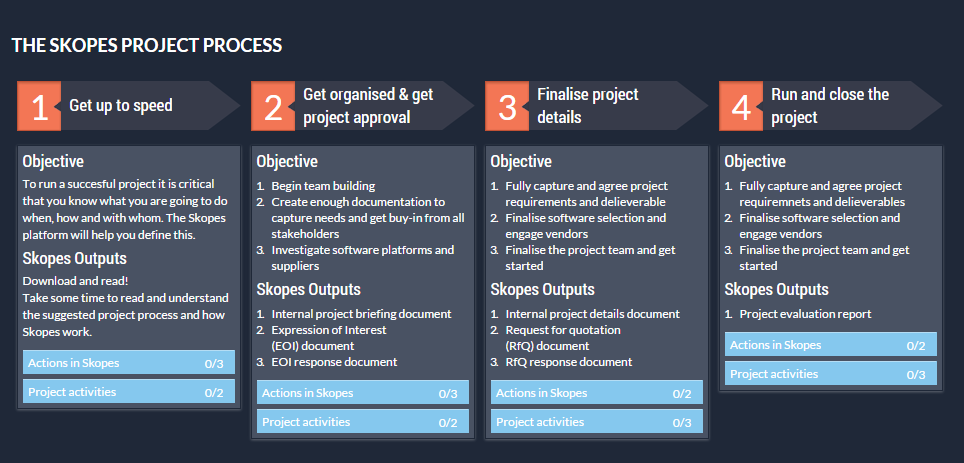 THE SKOPES PROJECT PROCESS
1 Get up to speed
Objective
To run a succesful project it is critical
that you know what you are going to do
when, how and with whom. The Skopes
platform will help you define this.
Skopes Outputs
Download and read!
Take some time to read and understand
the suggested project process and how
Skopes work.
Actions in Skopes 0/3
Project activities 0/2
2 Get organised & get
project approval
Objective
1. Begin team building
2. Create enough documentation to
capture needs and get buy-in from all
stakeholders
3. Investigate software platforms and
suppliers
Skopes Outputs
1. Internal project briefing document
2. Expression of Interest
(EOI) document
3. EOI response document
Actions in Skopes 0/3
Project activities 0/2
3 Finalise project
details
Objective
1. Fully capture and agree project
requirements and delieverable
2. Finalise software selection and
engage vendors
3. Finalise the project team and get
started
Skopes Outputs
1. Internal project details document
2. Request for quotation
(RfQ) document
3. RfQ response document
Actions in Skopes 0/2
Project activities 0/3
4 Run and close the
project
Objective
1. Fully capture and agree project
requiremnets and delieverables
2. Finalise software selection and
engage vendors
3. Finalise the project team and get
started
Skopes Outputs
1. Project evaluation report
Actions in Skopes 0/2
Project activities 0/3